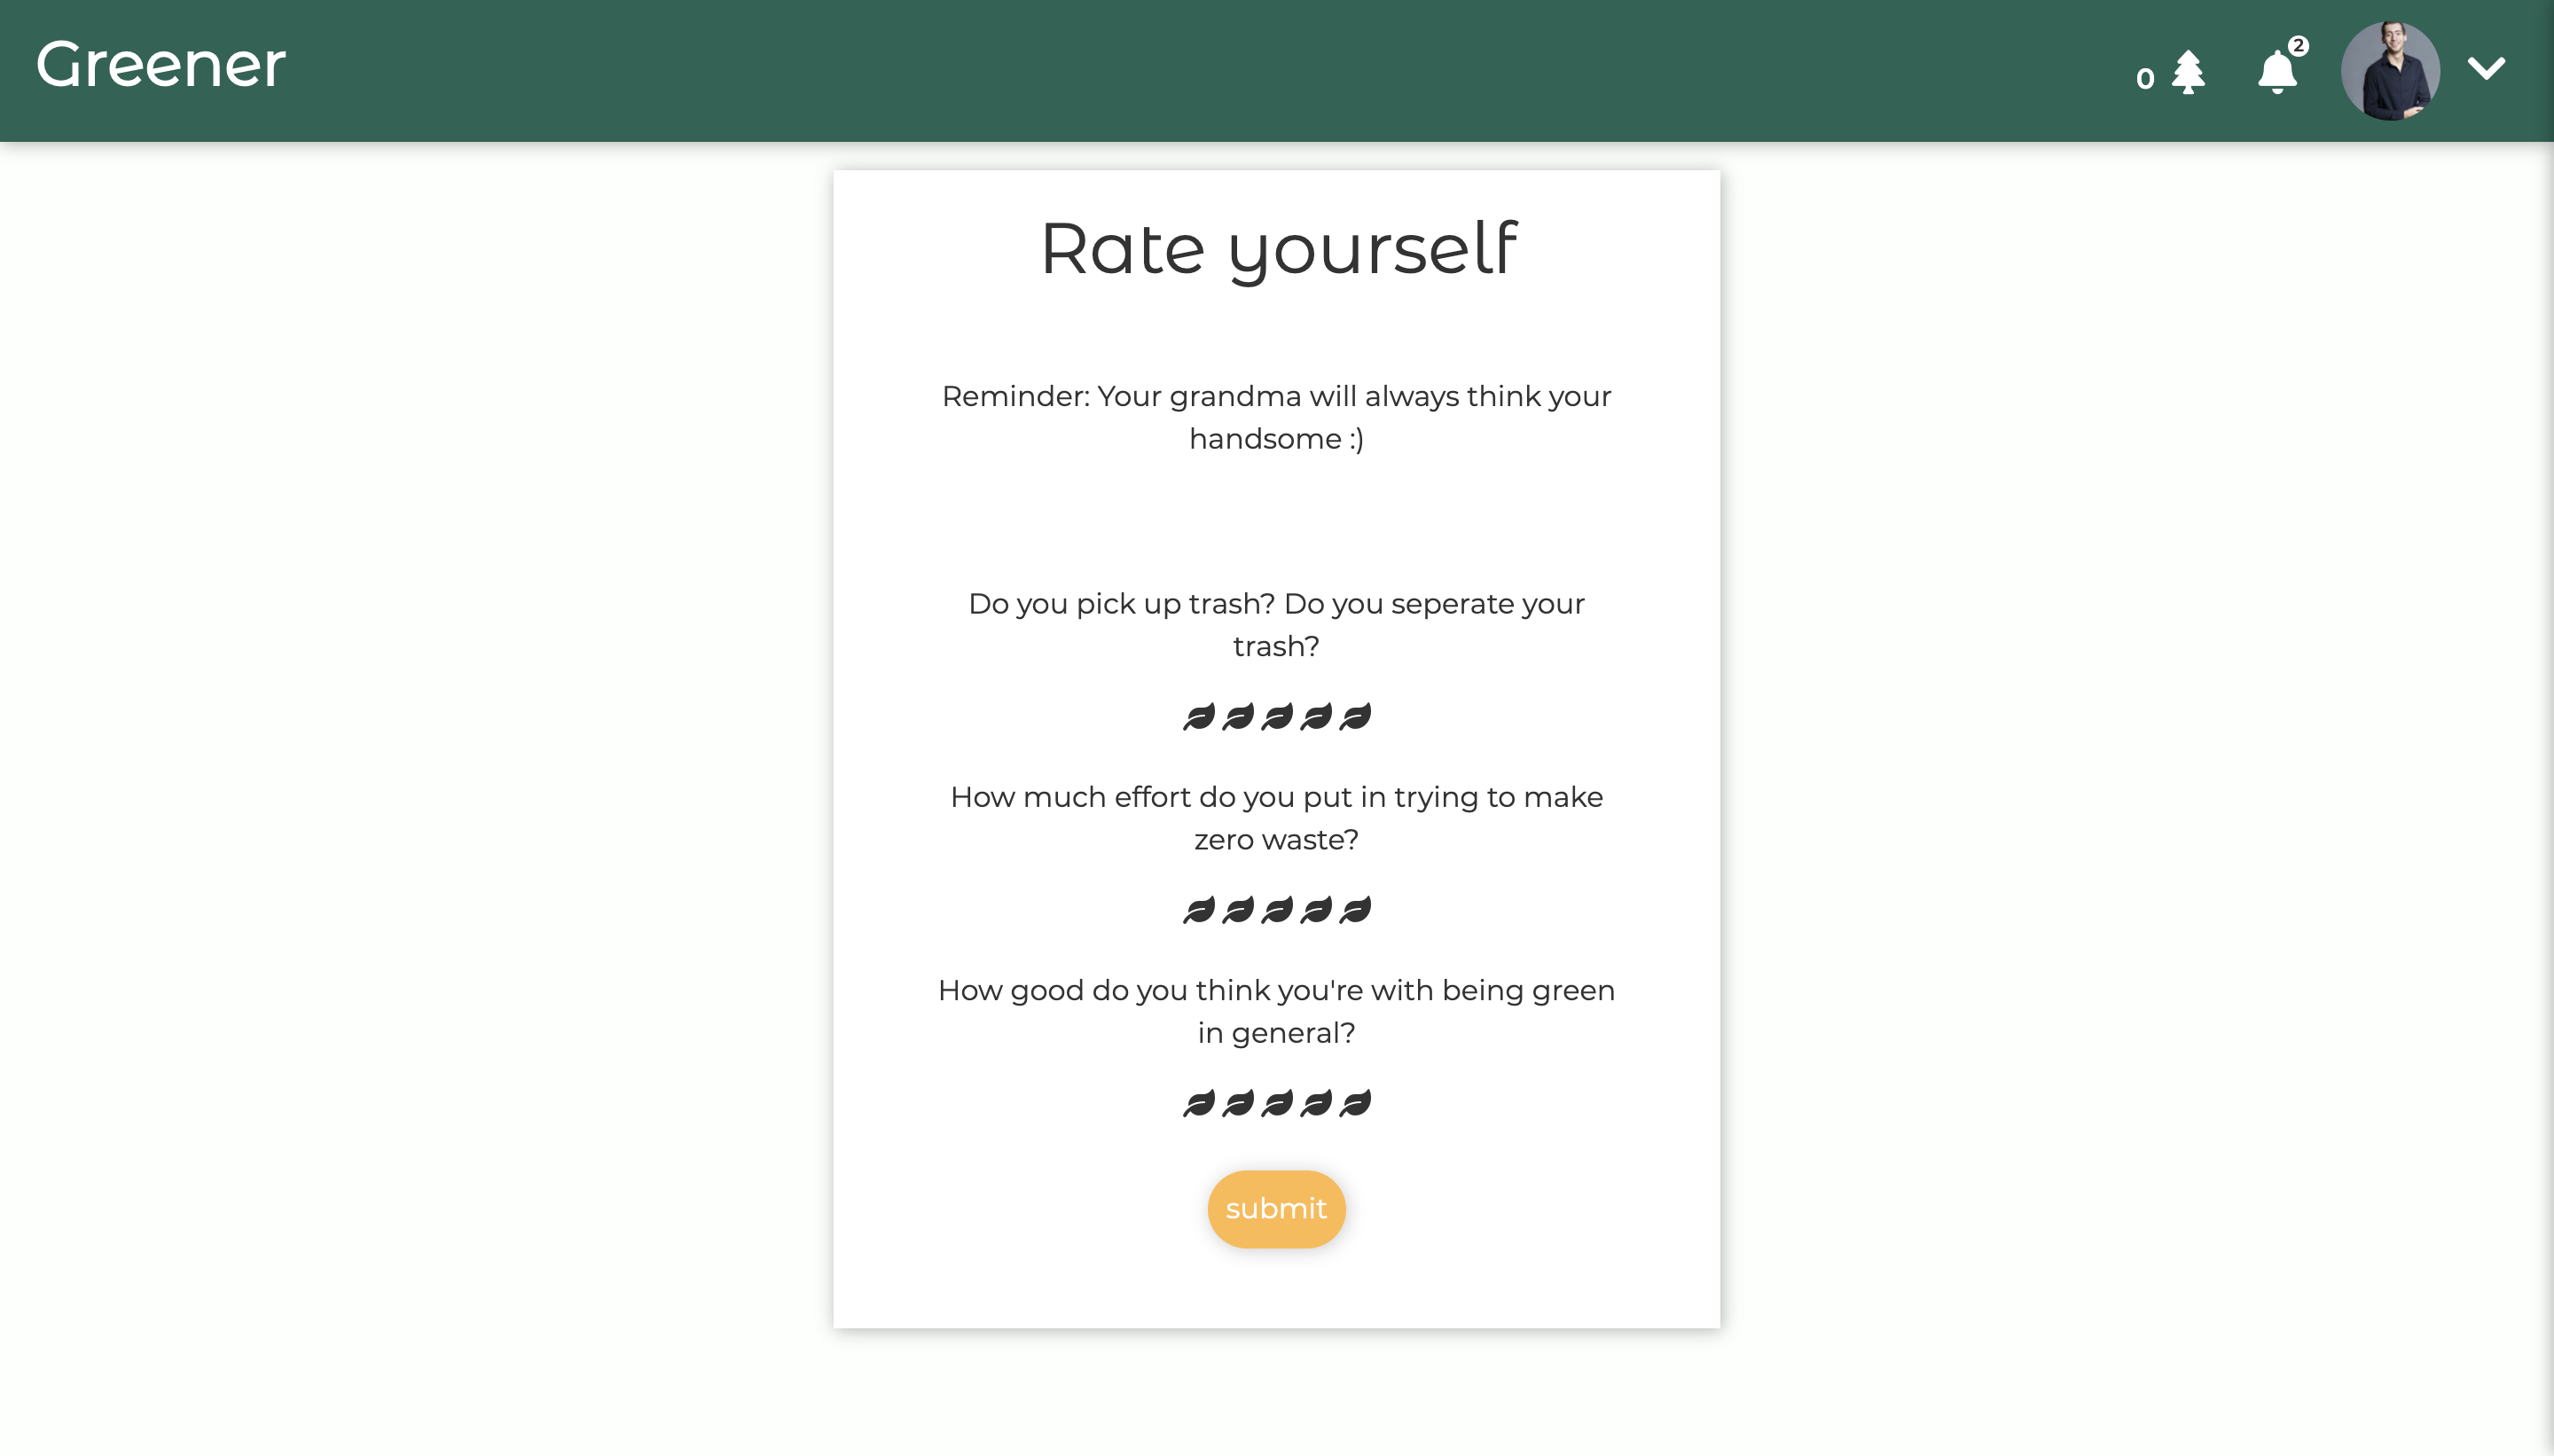 Greener
0
2
Rate yourself
Reminder: Your grandma will always think your
handsome :)
Do you pick up trash? Do you seperate your
trash?
How much effort do you put in trying to make
zero waste?
How good do you think you're with being green
in general?
submit